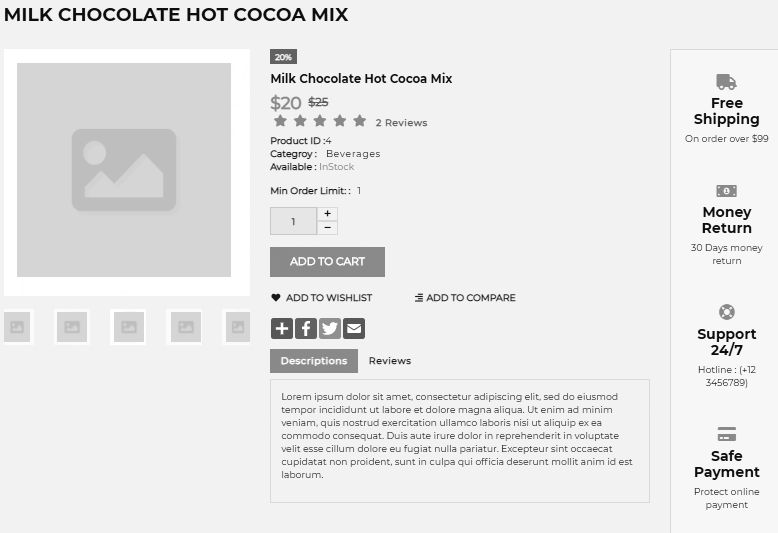 MILK CHOCOLATE HOT COCOA MIX
20%
Milk Chocolate Hot Cocoa Mix
$20 $25
2 Reviews
Product ID :4
Categroy : Beverages
Available : InStock
Min Order Limit: : 1
1
+
−
ADD TO CART
ADD TO WISHLIST
ADD TO COMPARE
Descriptions
Reviews
Lorem ipsum dolor sit amet, consectetur adipiscing elit, sed do eiusmod
tempor incididunt ut labore et dolore magna aliqua. Ut enim ad minim
veniam, quis nostrud exercitation ullamco laboris nisi ut aliquip ex ea
commodo consequat. Duis aute irure dolor in reprehenderit in voluptate
velit esse cillum dolore eu fugiat nulla pariatur. Excepteur sint occaecat
cupidatat non proident, sunt in culpa qui officia deserunt mollit anim id est
laborum.
Free
Shipping
On order over $99
Money
Return
30 Days money
return
Support
24/7
Hotline : (+12
3456789)
Safe
Payment
Protect online
payment